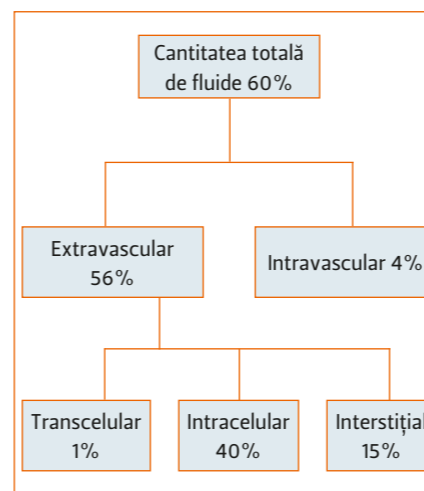 Cantitatea totală
de fluide 60%
Extravascular
56%
Intravascular 4%
Transcelular
1%
Intracelular
40%
Interstițial
15%